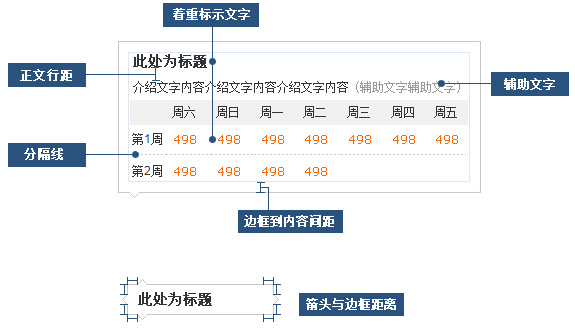 着重标示文字
此处为标题
正文行距
介绍文字内容介绍文字内容介绍文字内容（辅助文字辅助文字）
辅助文字
周六 周日 周一 周二 周三 周四 周五
第1周 498 498 498 498 498 498 498
分隔线
第2周 498 498 498 498
边框到内容间距
此处为标题
箭头与边框距离